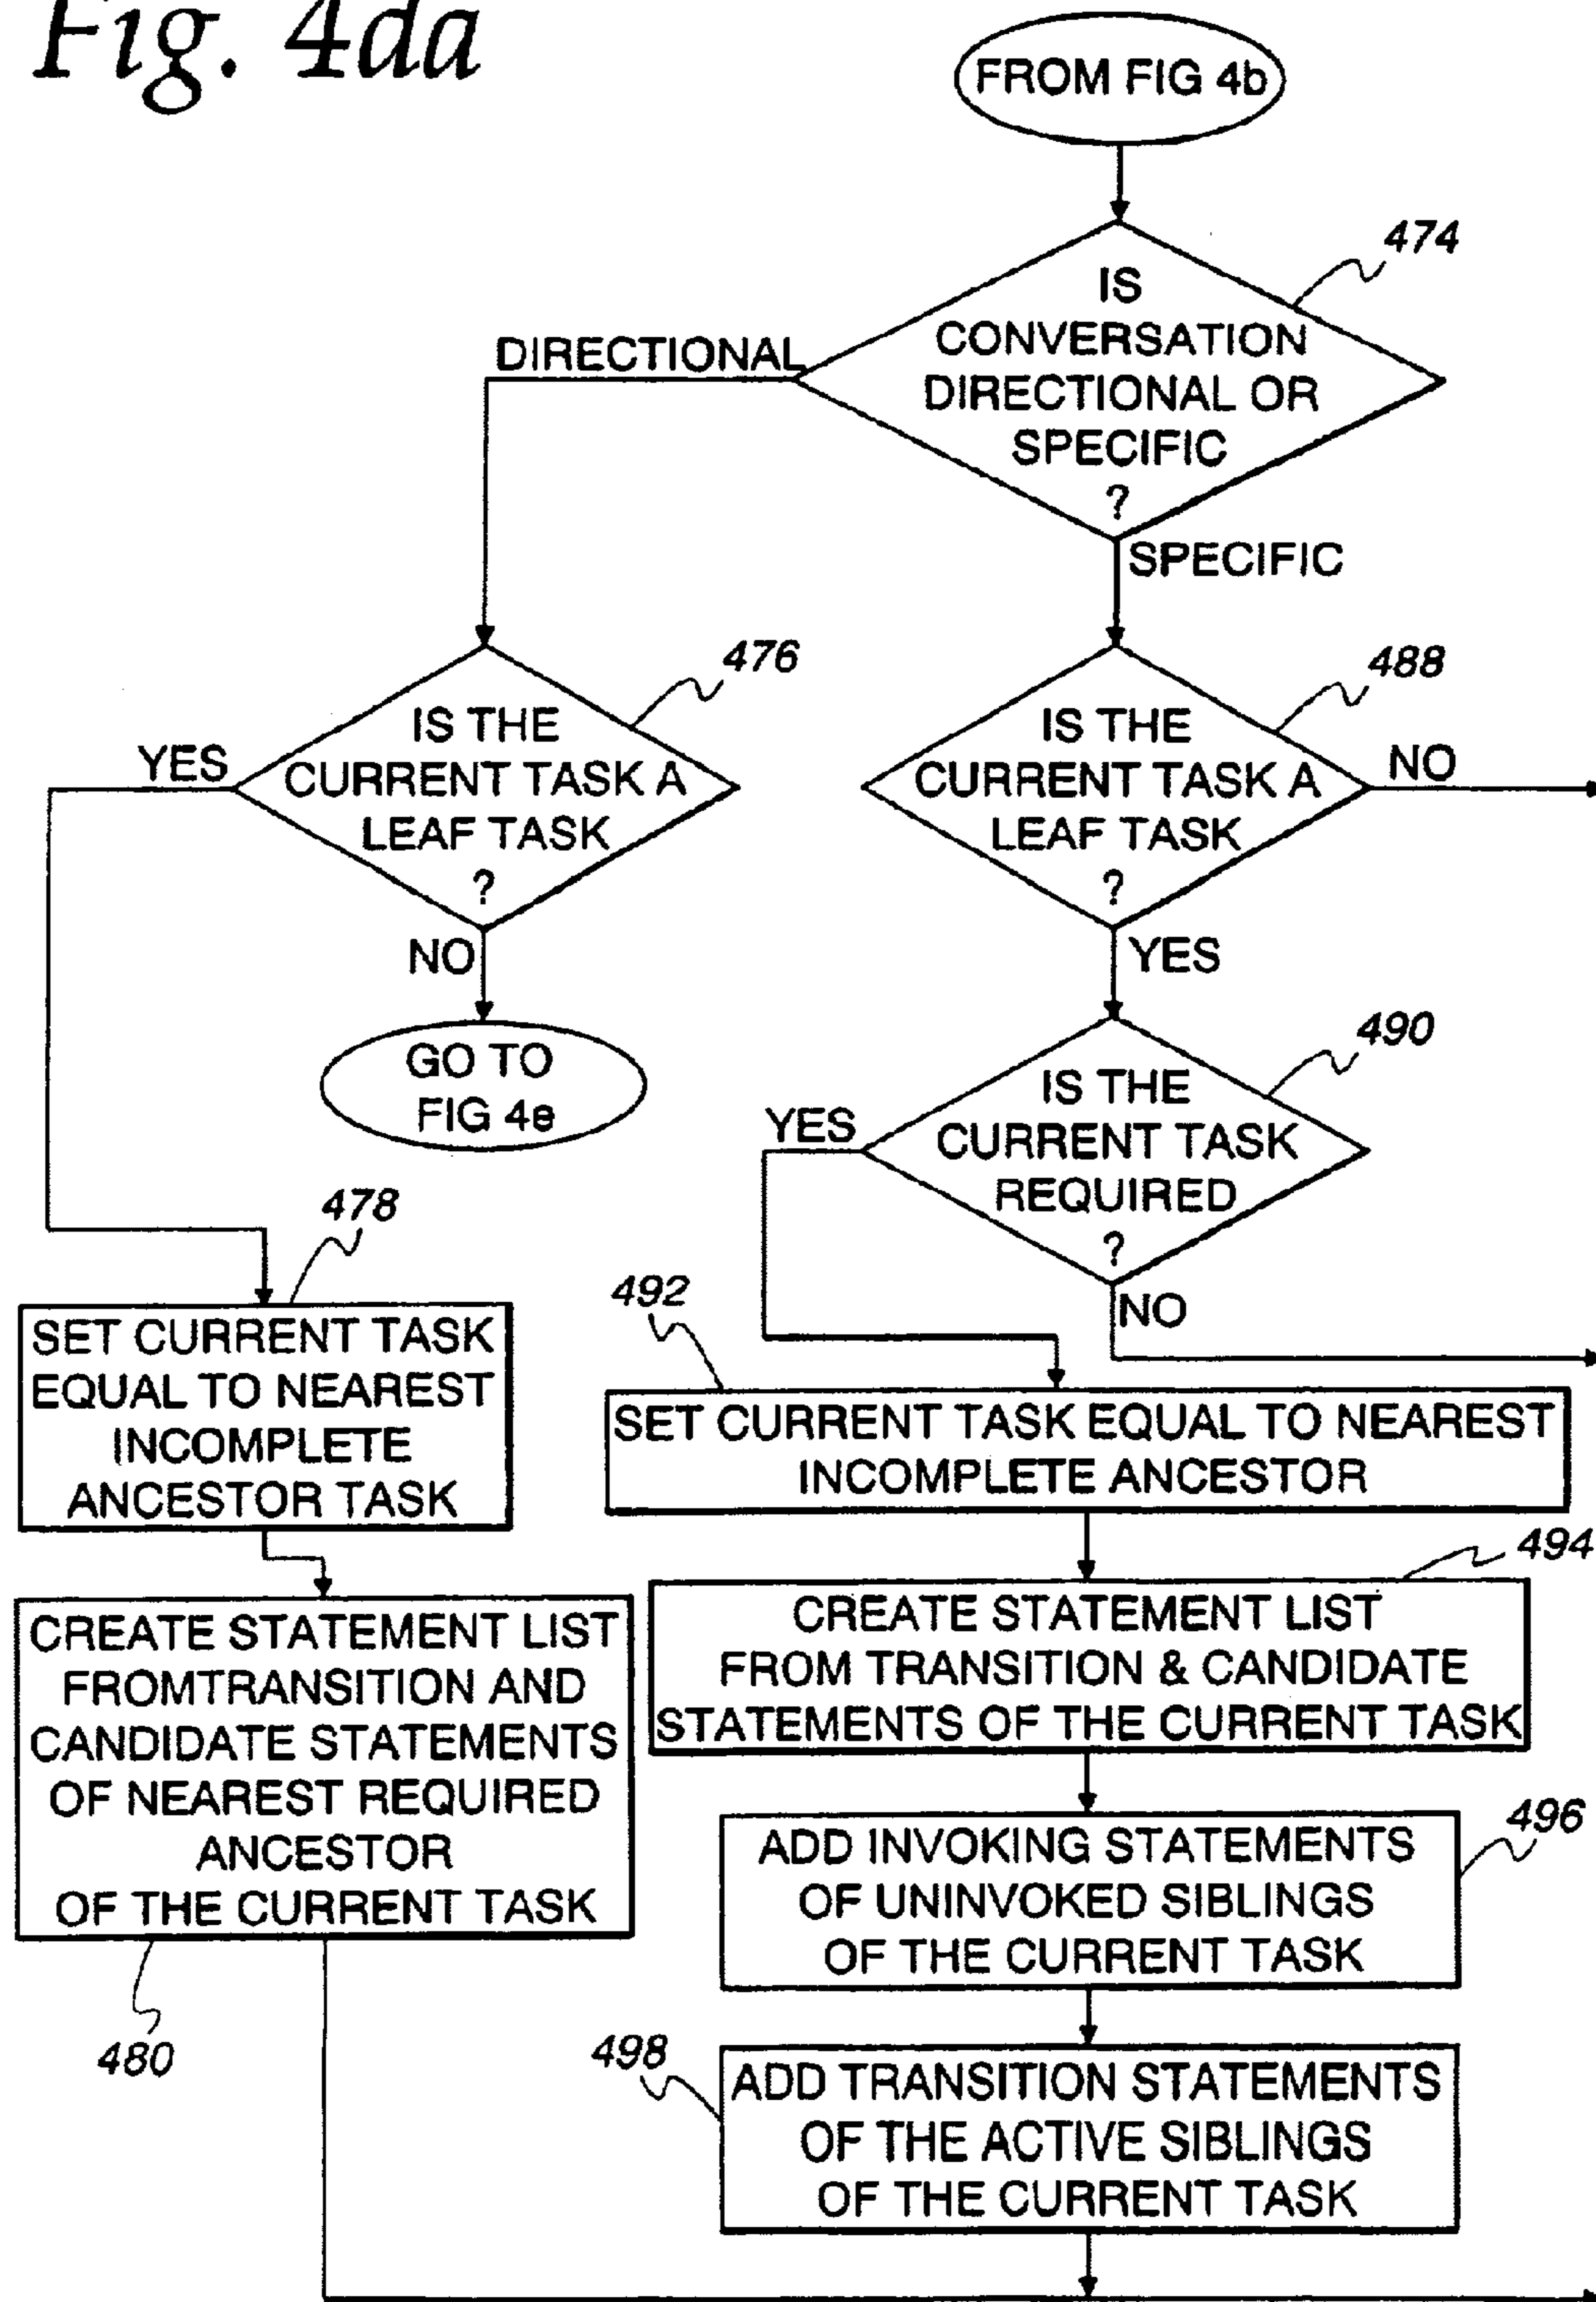 Fig. 4da
FROM FIG 4b
474
IS
CONVERSATION
DIRECTIONAL OR
SPECIFIC
?
DIRECTIONAL
SPECIFIC
476
IS THE
CURRENT TASK A
LEAF TASK
?
YES
NO
GO TO
FIG 4e
488
IS THE
CURRENT TASK A
LEAF TASK
?
NO
YES
490
IS THE
CURRENT TASK
REQUIRED
?
YES
NO
478
SET CURRENT TASK
EQUAL TO NEAREST
INCOMPLETE
ANCESTOR TASK
492
SET CURRENT TASK EQUAL TO NEAREST
INCOMPLETE ANCESTOR
494
CREATE STATEMENT LIST
FROM TRANSITION & CANDIDATE
STATEMENTS OF THE CURRENT TASK
CREATE STATEMENT LIST
FROMTRANSITION AND
CANDIDATE STATEMENTS
OF NEAREST REQUIRED
ANCESTOR
OF THE CURRENT TASK
480
496
ADD INVOKING STATEMENTS
OF UNINVOKED SIBLINGS
OF THE CURRENT TASK
498
ADD TRANSITION STATEMENTS
OF THE ACTIVE SIBLINGS
OF THE CURRENT TASK